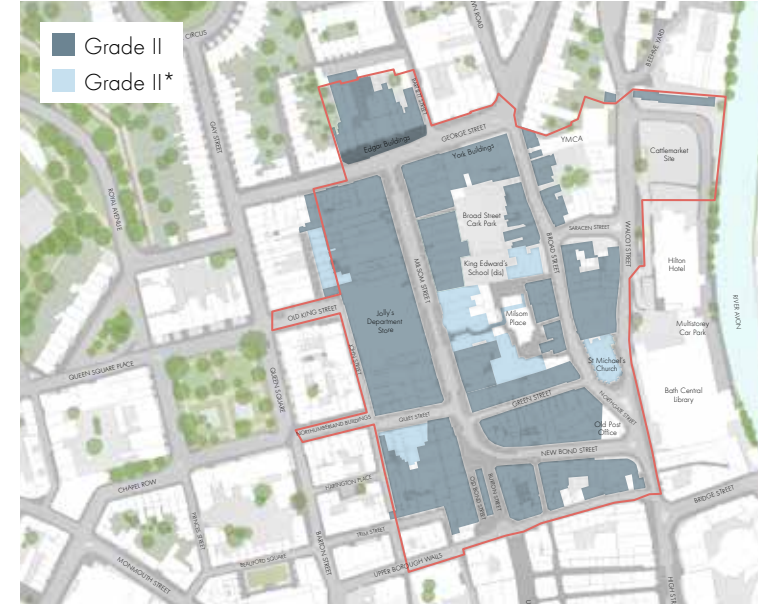 Grade II
Grade II*
CIRCUS
GAY STREET
ROYAL AVENUE
BEEHIVE YARD
GEORGE STREET
Edgar Buildings
York Buildings
YMCA
Cattlemarket
Site
Broad Street
Cark Park
SARACEN STREET
WALCOT STREET
BROAD STREET
MILSOM STREET
King Edward's
School (dis)
Hilton
Hotel
RIVER AVON
OLD KING STREET
Jolly's
Department
Store
Milsom
Place
Multistorey
Car Park
QUEEN SQUARE PLACE
QUEEN SQUARE
St Michael's
Church
Bath Central
Library
GREEN STREET
NORTHGATE STREET
QUIET STREET
NORTHUMBERLAND BUILDINGS
Old Post
Office
NEW BOND STREET
CHAPEL ROW
HARINGTON PLACE
OLD BOND STREET
BURTON STREET
BRIDGE STREET
PRINCES STREET
BARTON STREET
TRIM STREET
BEAUFORD SQUARE
UPPER BOROUGH WALLS
MONMOUTH STREET